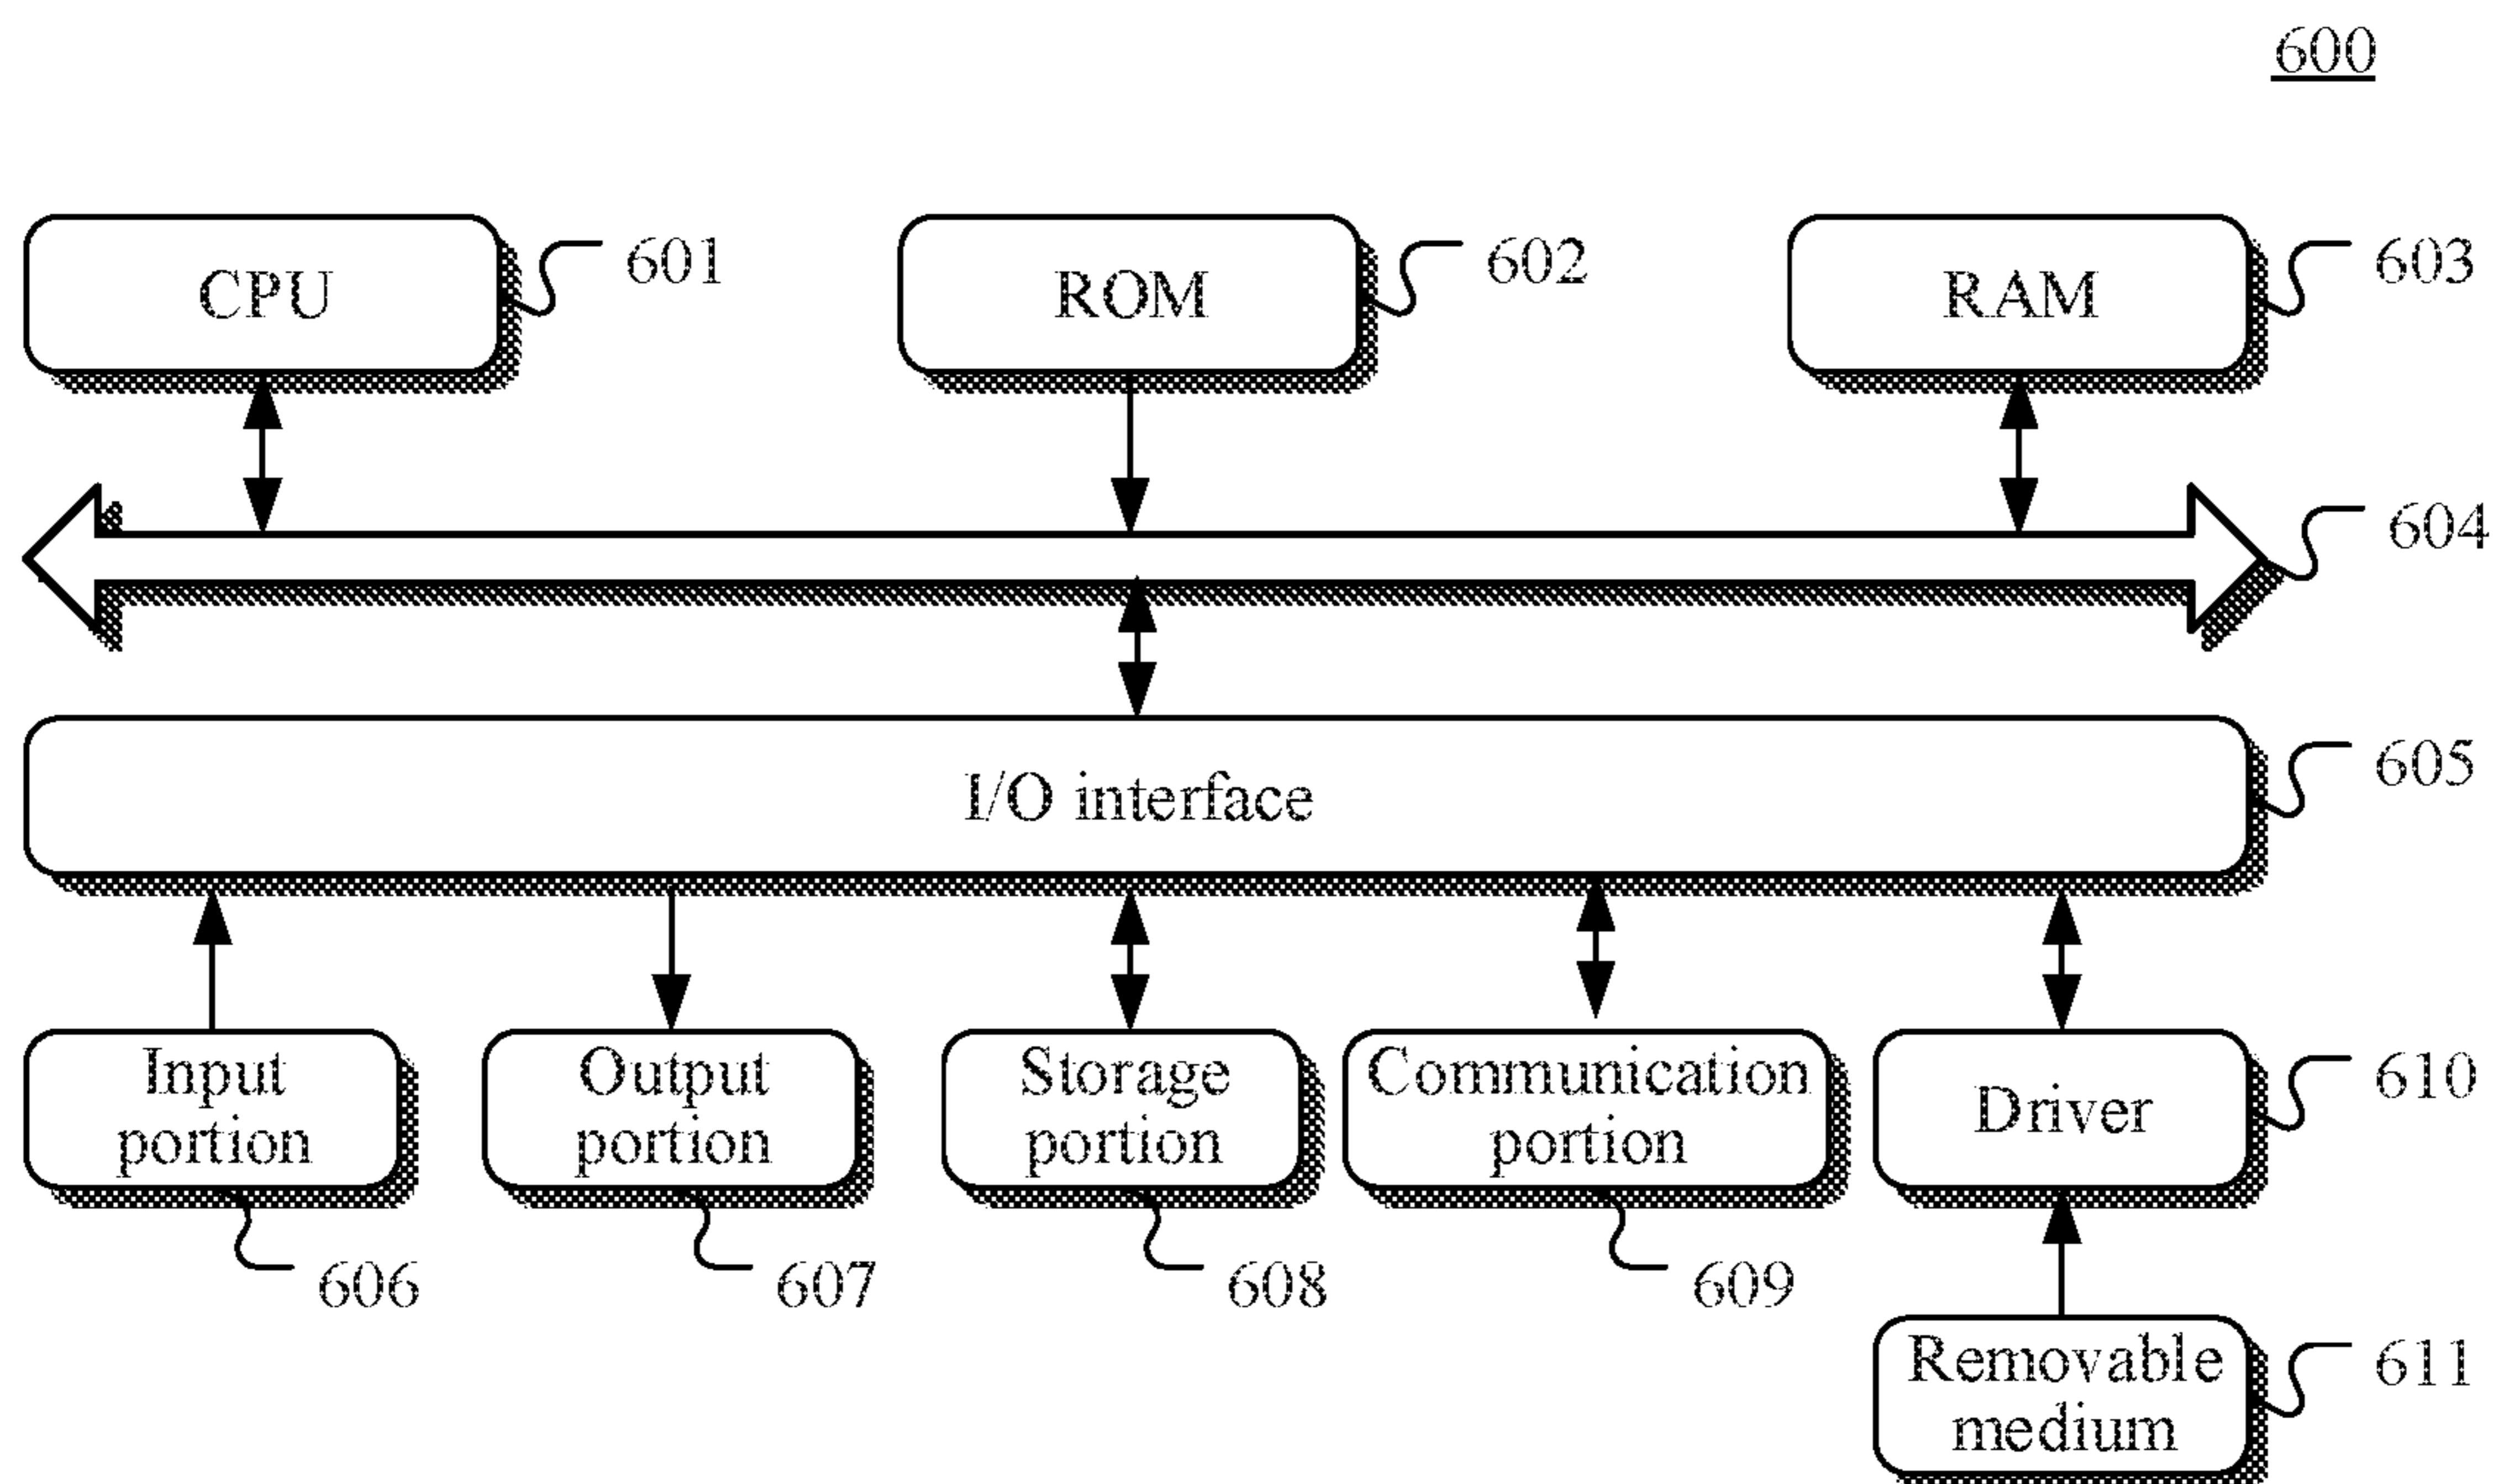 600
CPU
601
ROM
602
RAM
603
604
I/O interface
605
Input
portion
606
Output
portion
607
Storage
portion
608
Communication
portion
609
Driver
610
Removable
medium
611